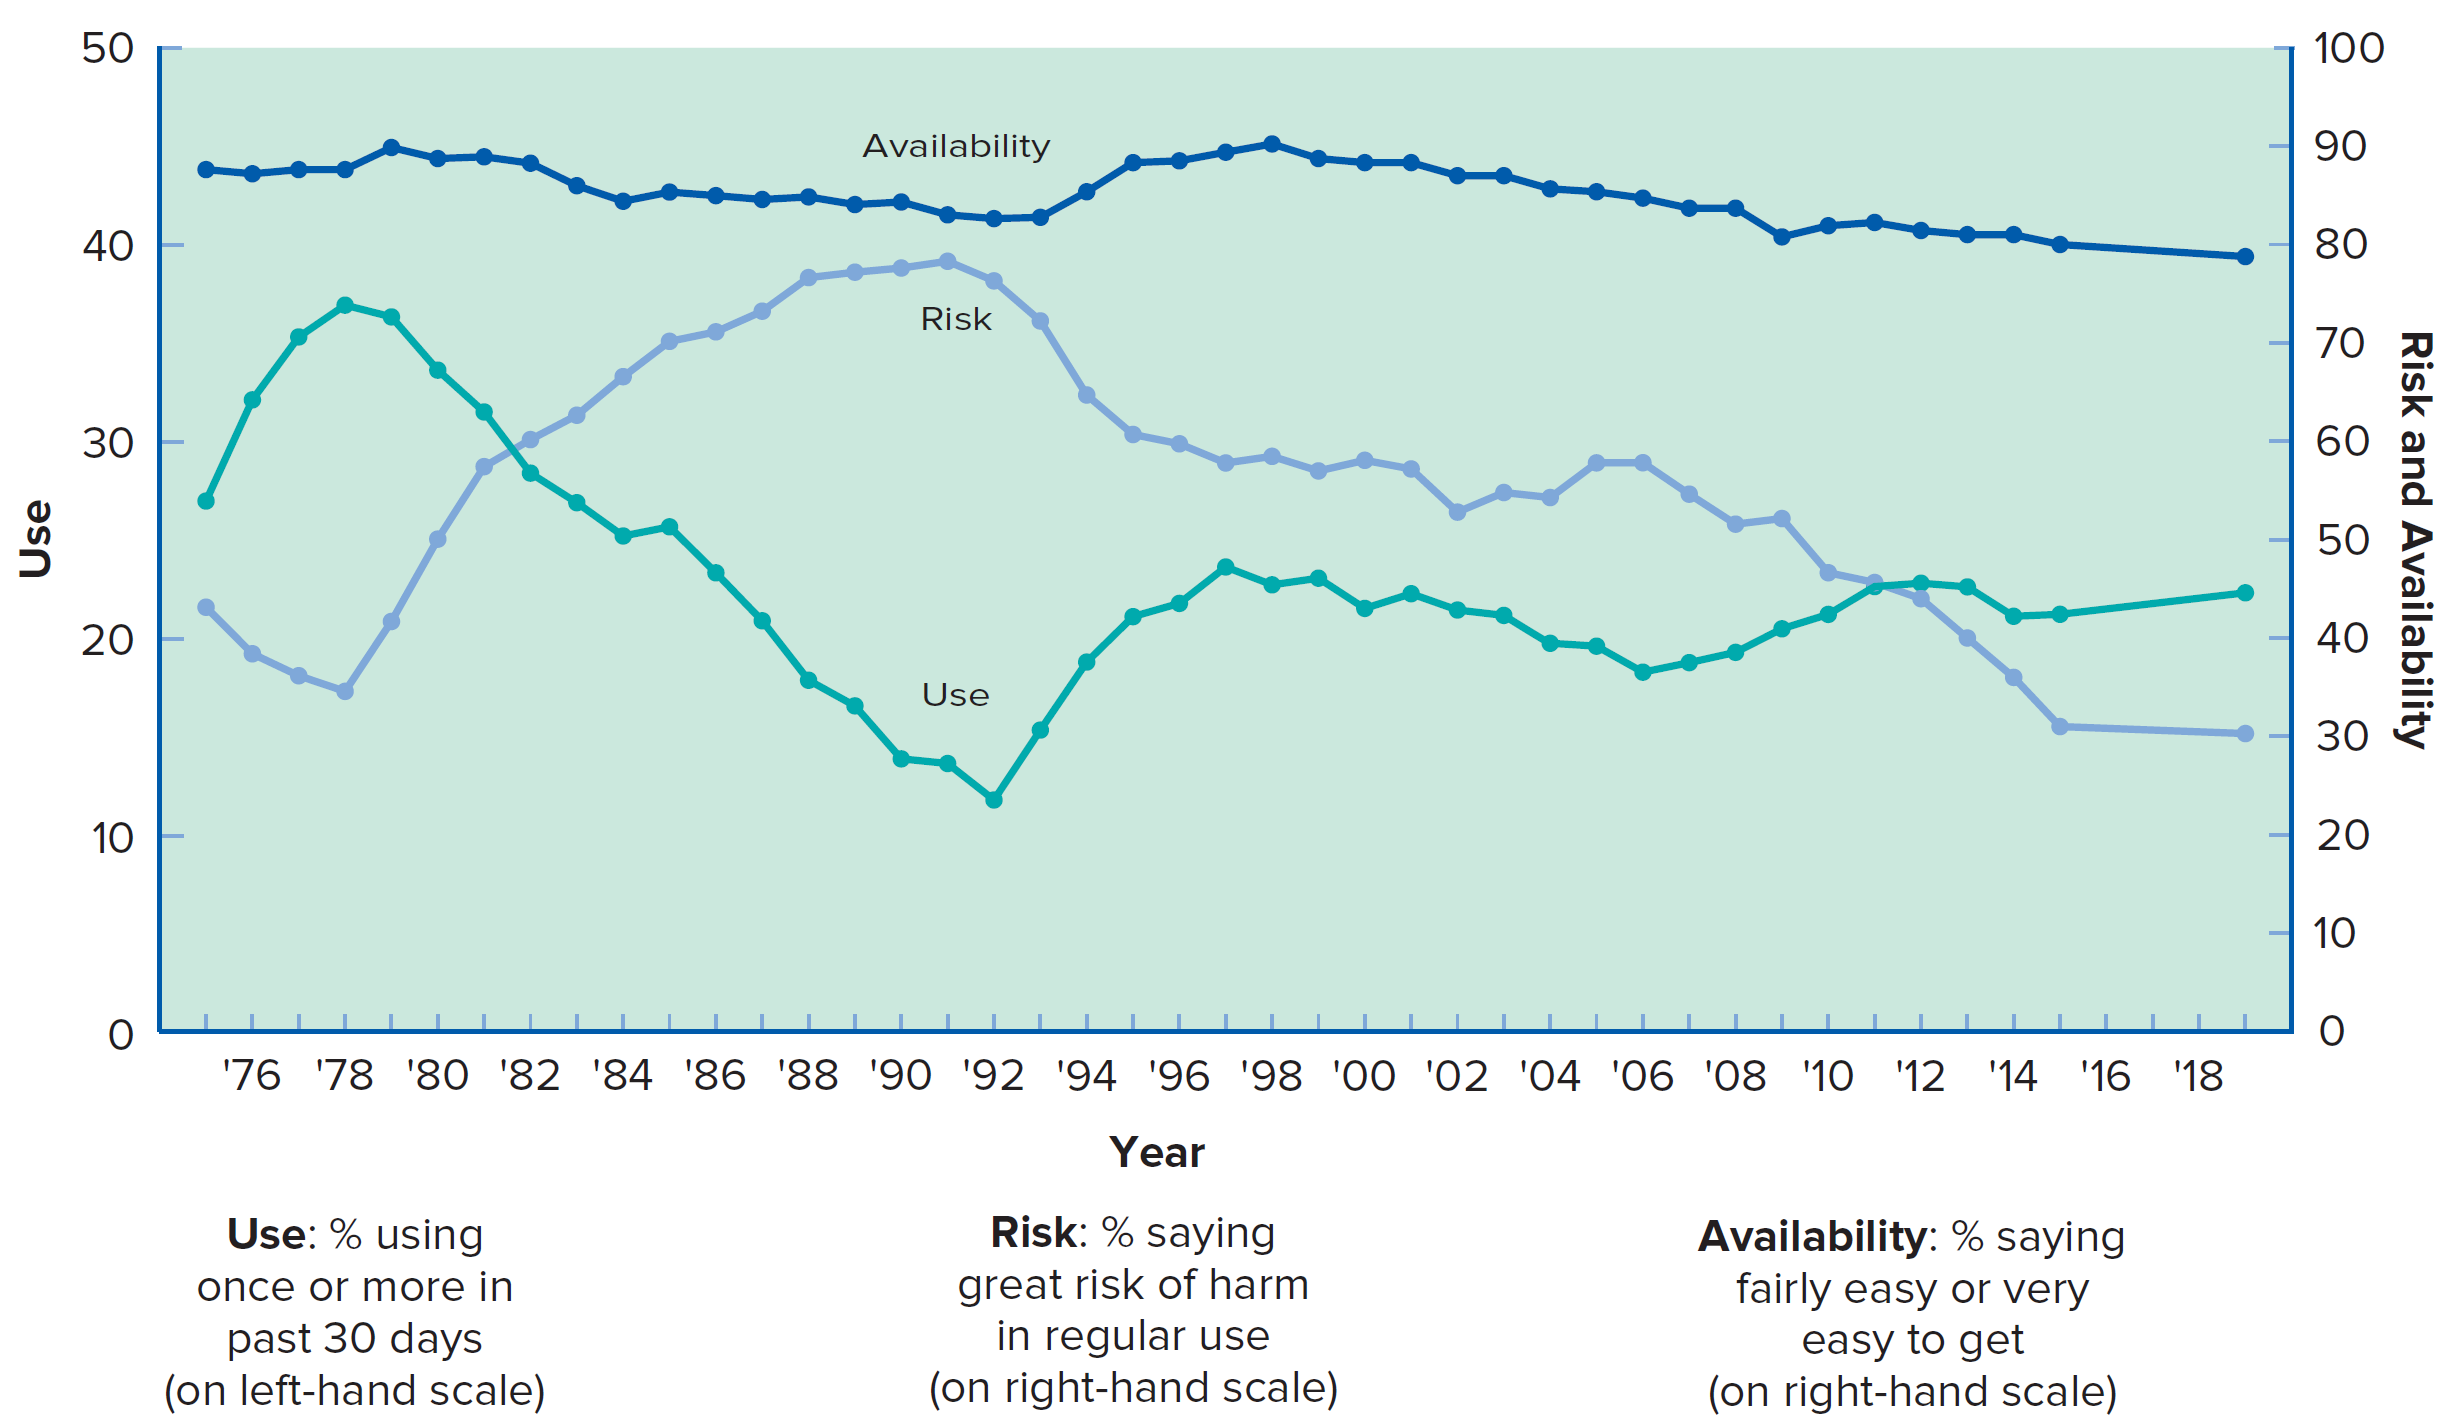 50
40
30
20
10
0
Use
100
90
80
70
60
50
40
30
20
10
0
Risk and Availability
Availability
Risk
Use
'76 '78 '80 '82 '84 '86 '88 '90 '92 '94 '96 '98 '00 '02 '04 '06 '08 '10 '12 '14 '16 '18
Year
Use: % using
once or more in
past 30 days
(on left-hand scale)
Risk: % saying
great risk of harm
in regular use
(on right-hand scale)
Availability: % saying
fairly easy or very
easy to get
(on right-hand scale)